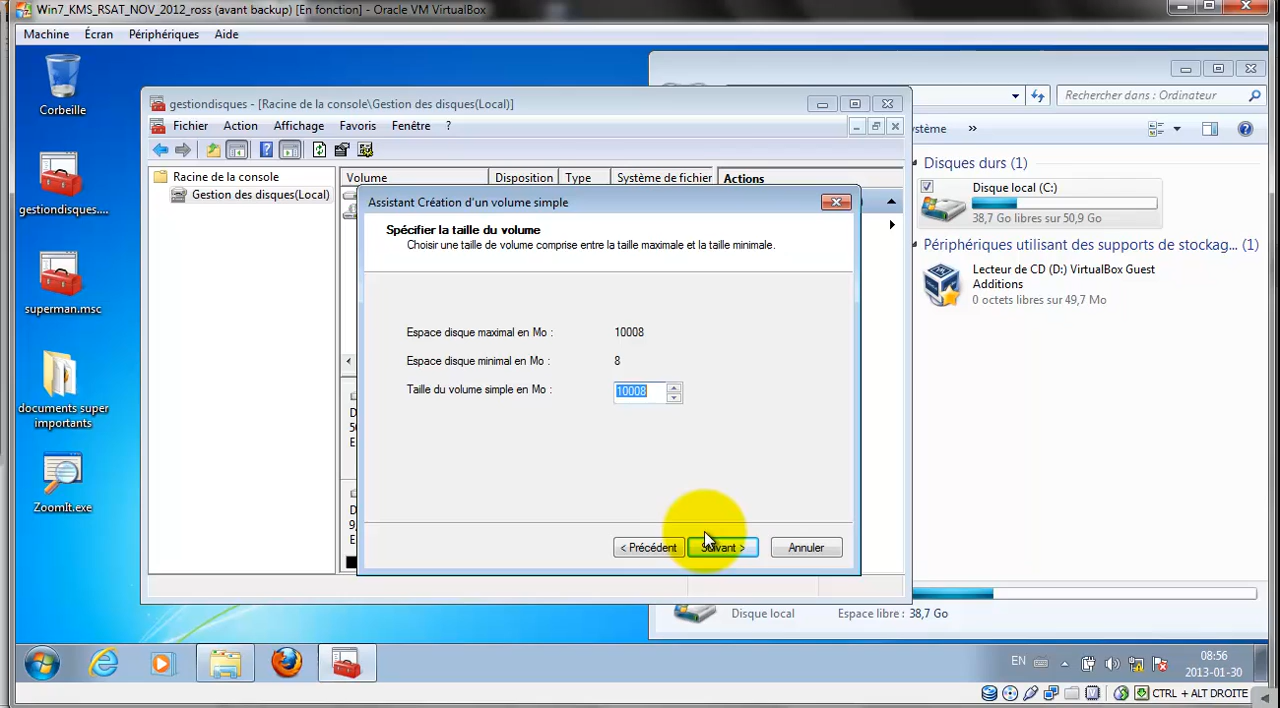 Win7_KMS_RSAT_NOV_2012_ross (avant backup) [En fonction] - Oracle VM VirtualBox
Machine Écran Périphériques Aide
Corbeille
gestiondisques....
superman.msc
documents super
importants
ZoomIt.exe
gestiondisques - [Racine de la console\Gestion des disques(Local)]
Fichier Action Affichage Favoris Fenêtre ?
Racine de la console
Gestion des disques(Local)
Volume Disposition Type Système de fichier Actions
Assistant Création d'un volume simple
Spécifier la taille du volume
Choisir une taille de volume comprise entre la taille maximale et la taille minimale.
Espace disque maximal en Mo : 10008
Espace disque minimal en Mo : 8
Taille du volume simple en Mo : 10008
< Précédent Suivant > Annuler
D
50
E
D
9,
E
Rechercher dans : Ordinateur
stème »
Disques durs (1)
Disque local (C:)
38,7 Go libres sur 50,9 Go
Périphériques utilisant des supports de stockag... (1)
Lecteur de CD (D:) VirtualBox Guest
Additions
0 octets libres sur 49,7 Mo
Disque local Espace libre : 38,7 Go
EN
08:56
2013-01-30
CTRL + ALT DROITE